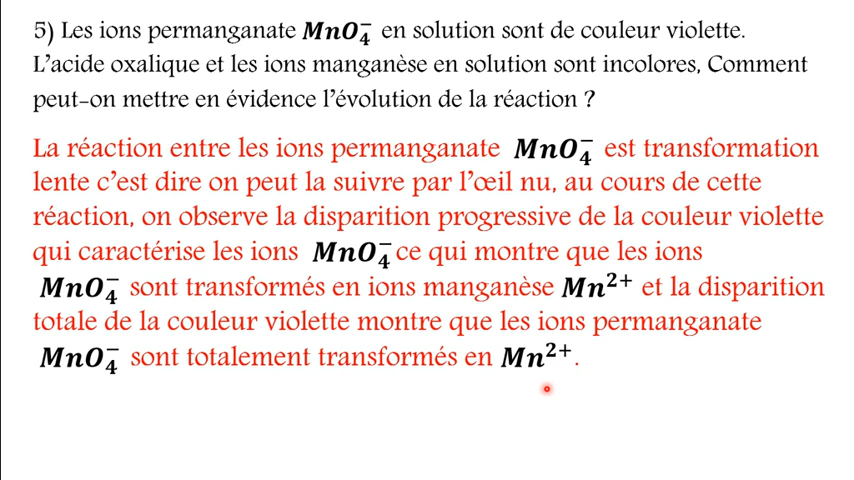 5) Les ions permanganate MnO₄⁻ en solution sont de couleur violette.
L'acide oxalique et les ions manganèse en solution sont incolores, Comment
peut-on mettre en évidence l'évolution de la réaction ?
La réaction entre les ions permanganate MnO₄⁻ est transformation
lente c'est dire on peut la suivre par l'œil nu, au cours de cette
réaction, on observe la disparition progressive de la couleur violette
qui caractérise les ions MnO₄⁻ ce qui montre que les ions
MnO₄⁻ sont transformés en ions manganèse Mn²⁺ et la disparition
totale de la couleur violette montre que les ions permanganate
MnO₄⁻ sont totalement transformés en Mn²⁺.